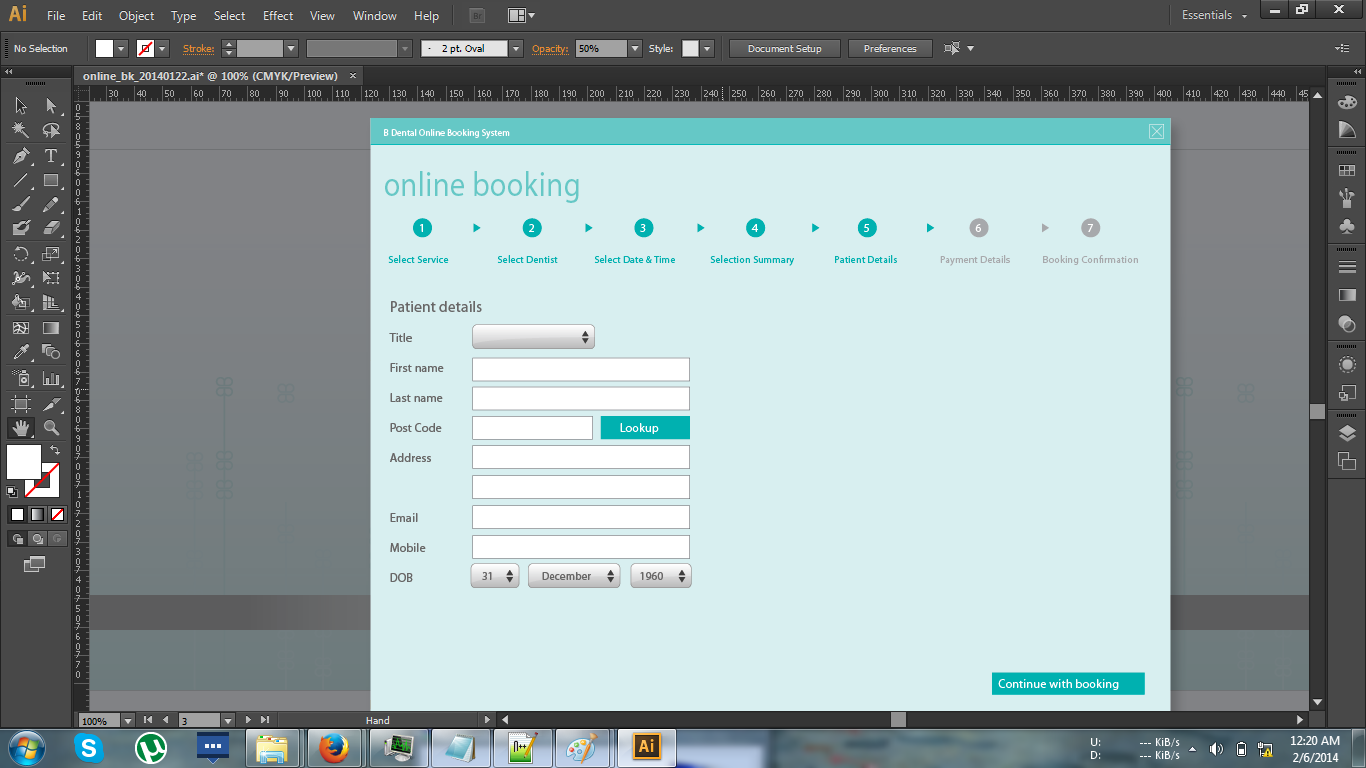 Ai File Edit Object Type Select Effect View Window Help Br Essentials
No Selection Stroke: 2 pt. Oval Opacity: 50% Style: Document Setup Preferences
online_bk_20140122.ai* @ 100% (CMYK/Preview) ×
30 40 50 60 70 80 90 100 110 120 130 140 150 160 170 180 190 200 210 220 230 240 250 260 270 280 290 300 310 320 330 340 350 360 370 380 390 400 410 420 430 440 45
B Dental Online Booking System
online booking
1 2 3 4 5 6 7
Select Service Select Dentist Select Date & Time Selection Summary Patient Details Payment Details Booking Confirmation
Patient details
Title
First name
Last name
Post Code Lookup
Address
Email
Mobile
DOB 31 December 1960
Continue with booking
100% 3 Hand
Ai
U: --- KiB/s
D: --- KiB/s
12:20 AM
2/6/2014